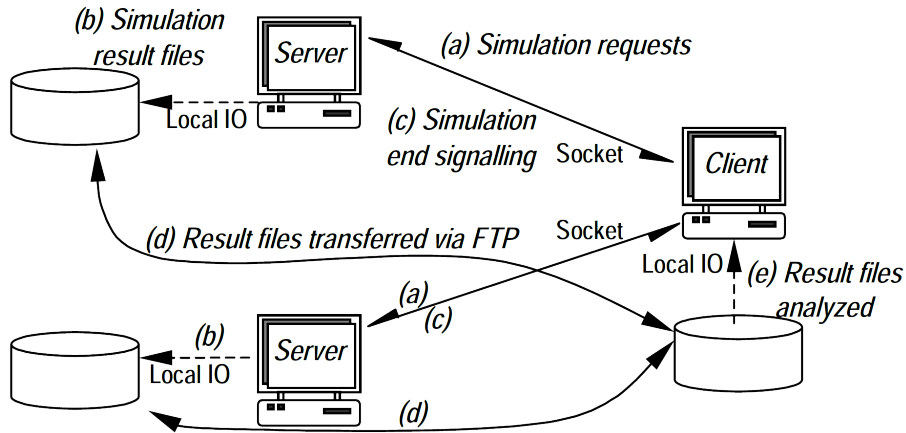 (b) Simulation
result files
Server
(a) Simulation requests
Local IO
(c) Simulation
end signalling
Socket
Client
(d) Result files transferred via FTP
Socket
Local IO
(e) Result files
analyzed
(a)
(c)
(b)
Server
Local IO
(d)